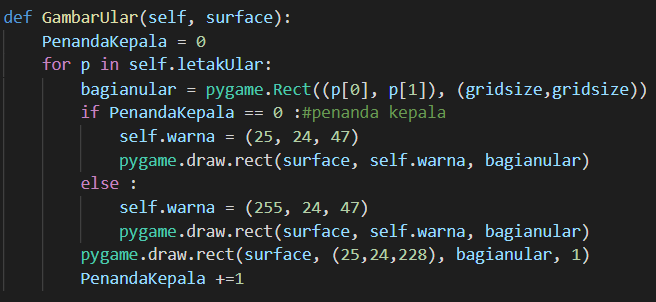 def GambarUlar(self, surface):
    PenandaKepala = 0
    for p in self.letakUlar:
        bagianular = pygame.Rect((p[0], p[1]), (gridsize,gridsize))
        if PenandaKepala == 0 :#penanda kepala
            self.warna = (25, 24, 47)
            pygame.draw.rect(surface, self.warna, bagianular)
        else :
            self.warna = (255, 24, 47)
            pygame.draw.rect(surface, self.warna, bagianular)
        pygame.draw.rect(surface, (25,24,228), bagianular, 1)
        PenandaKepala +=1